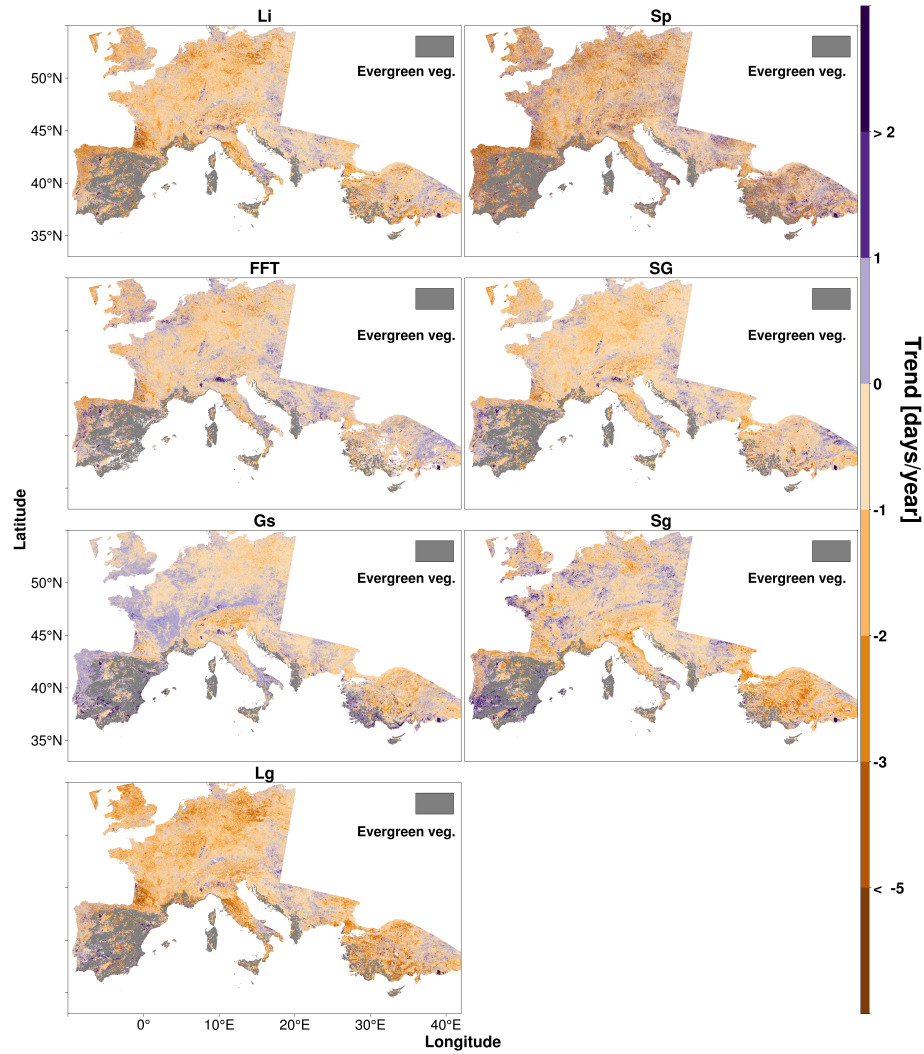 Li
Sp
50°N
45°N
40°N
35°N
Evergreen veg.
Evergreen veg.
FFT
SG
Evergreen veg.
Evergreen veg.
Gs
Sg
50°N
45°N
40°N
35°N
Evergreen veg.
Evergreen veg.
Lg
Evergreen veg.
0°
10°E
20°E
30°E
40°E
Longitude
Latitude
> 2
1
0
-1
-2
-3
< -5
Trend [days/year]